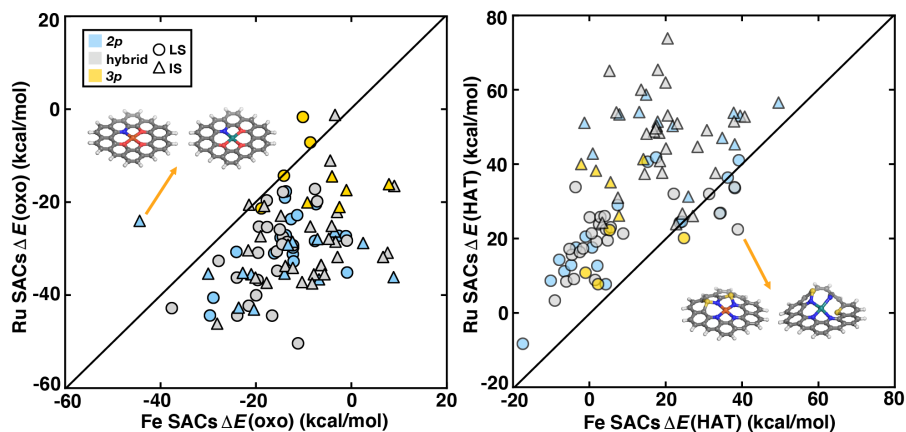 20
0
-20
-40
-60
-60
-40
-20
0
20
Ru SACs ΔE(oxo) (kcal/mol)
Fe SACs ΔE(oxo) (kcal/mol)
2p
hybrid
3p
LS
IS
80
60
40
20
0
-20
-20
0
20
40
60
80
Ru SACs ΔE(HAT) (kcal/mol)
Fe SACs ΔE(HAT) (kcal/mol)